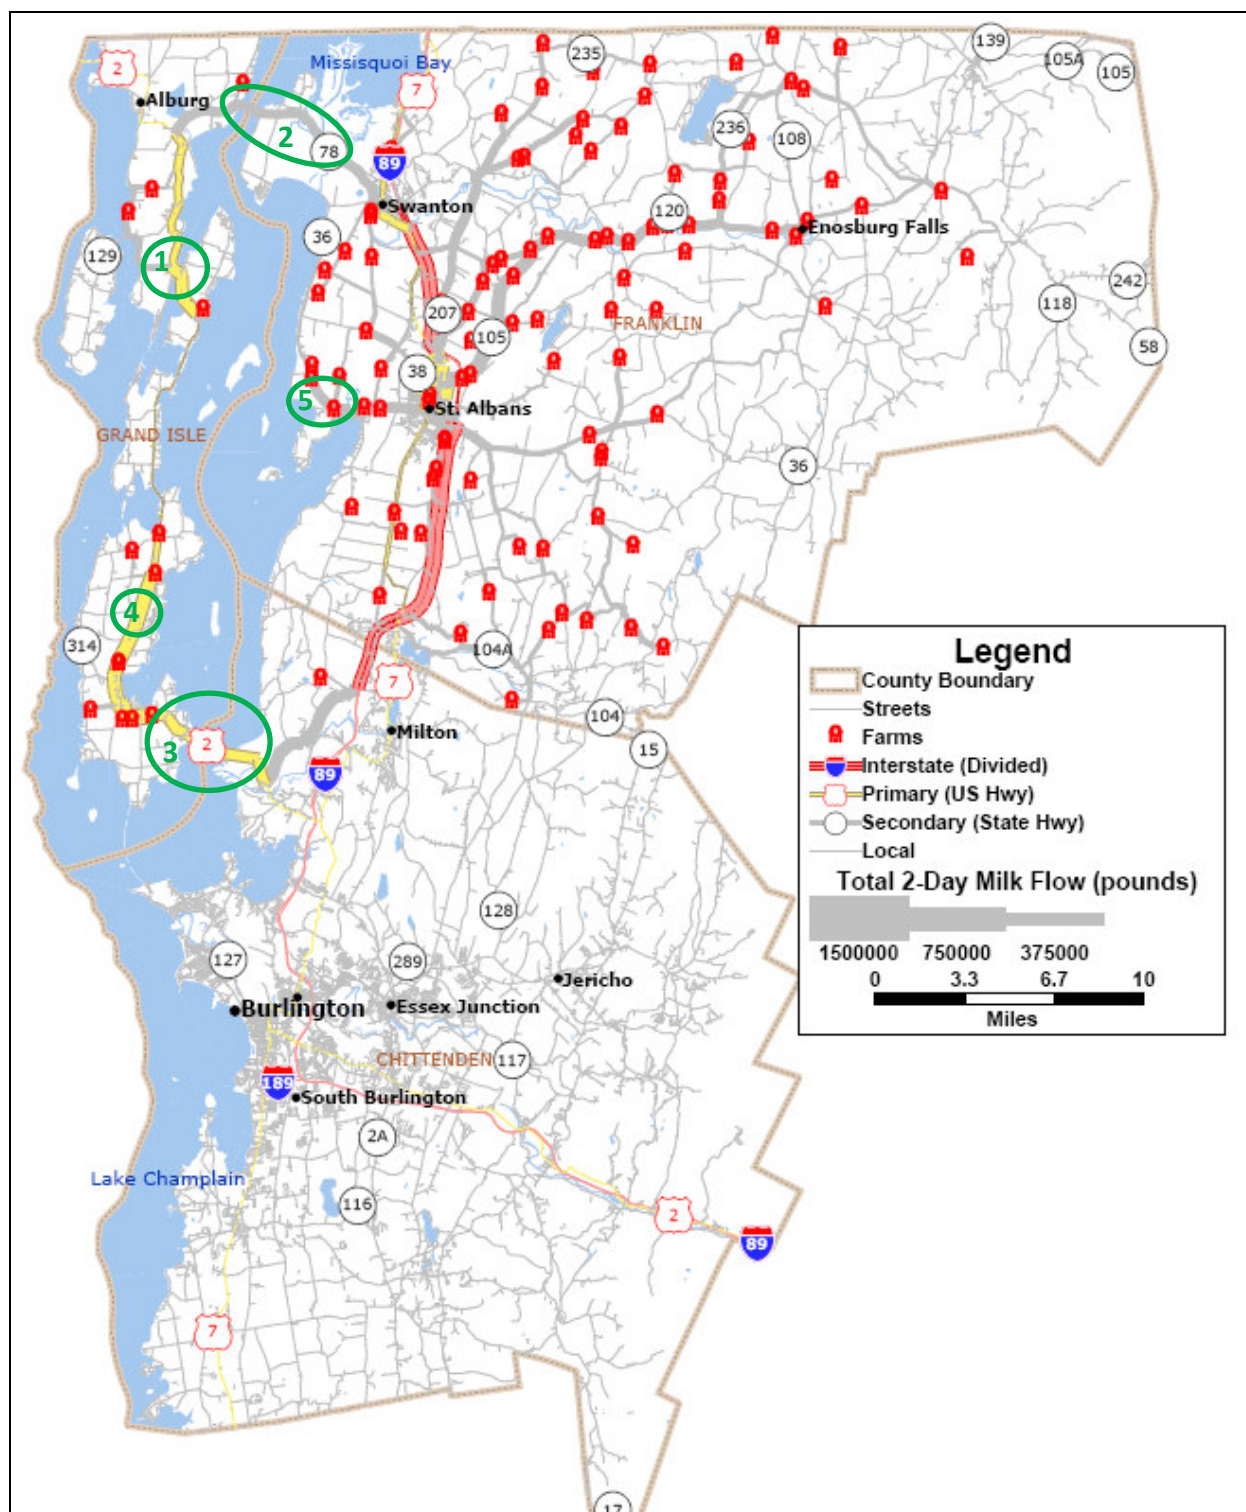 139
235
105A
105
2
Missisquoi Bay
7
Alburg
2
78
236
108
89
Swanton
120
Enosburg Falls
36
129
1
242
118
207
FRANKLIN
105
58
38
5
St. Albans
GRAND ISLE
36
4
314
104A
7
104
3
2
Milton
15
89
Legend
County Boundary
Streets
Farms
Interstate (Divided)
Primary (US Hwy)
Secondary (State Hwy)
Local
Total 2-Day Milk Flow (pounds)
1500000 750000 375000
0 3.3 6.7 10
Miles
128
127
289
Jericho
Burlington
Essex Junction
CHITTENDEN
117
189
South Burlington
2A
Lake Champlain
116
2
89
7
17